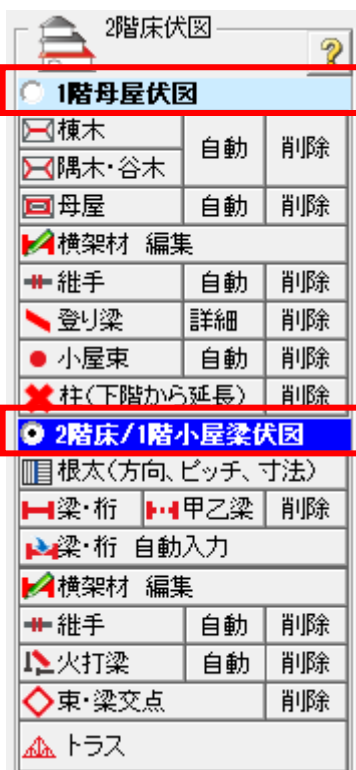 2階床伏図
?
1階母屋伏図
棟木 自動 削除
隅木・谷木
母屋 自動 削除
横架材 編集
継手 自動 削除
登り梁 詳細 削除
小屋束 自動 削除
柱(下階から延長) 削除
2階床/1階小屋梁伏図
根太(方向、ピッチ、寸法)
梁・桁 甲乙梁 削除
梁・桁 自動入力
横架材 編集
継手 自動 削除
火打梁 自動 削除
束・梁交点 削除
トラス